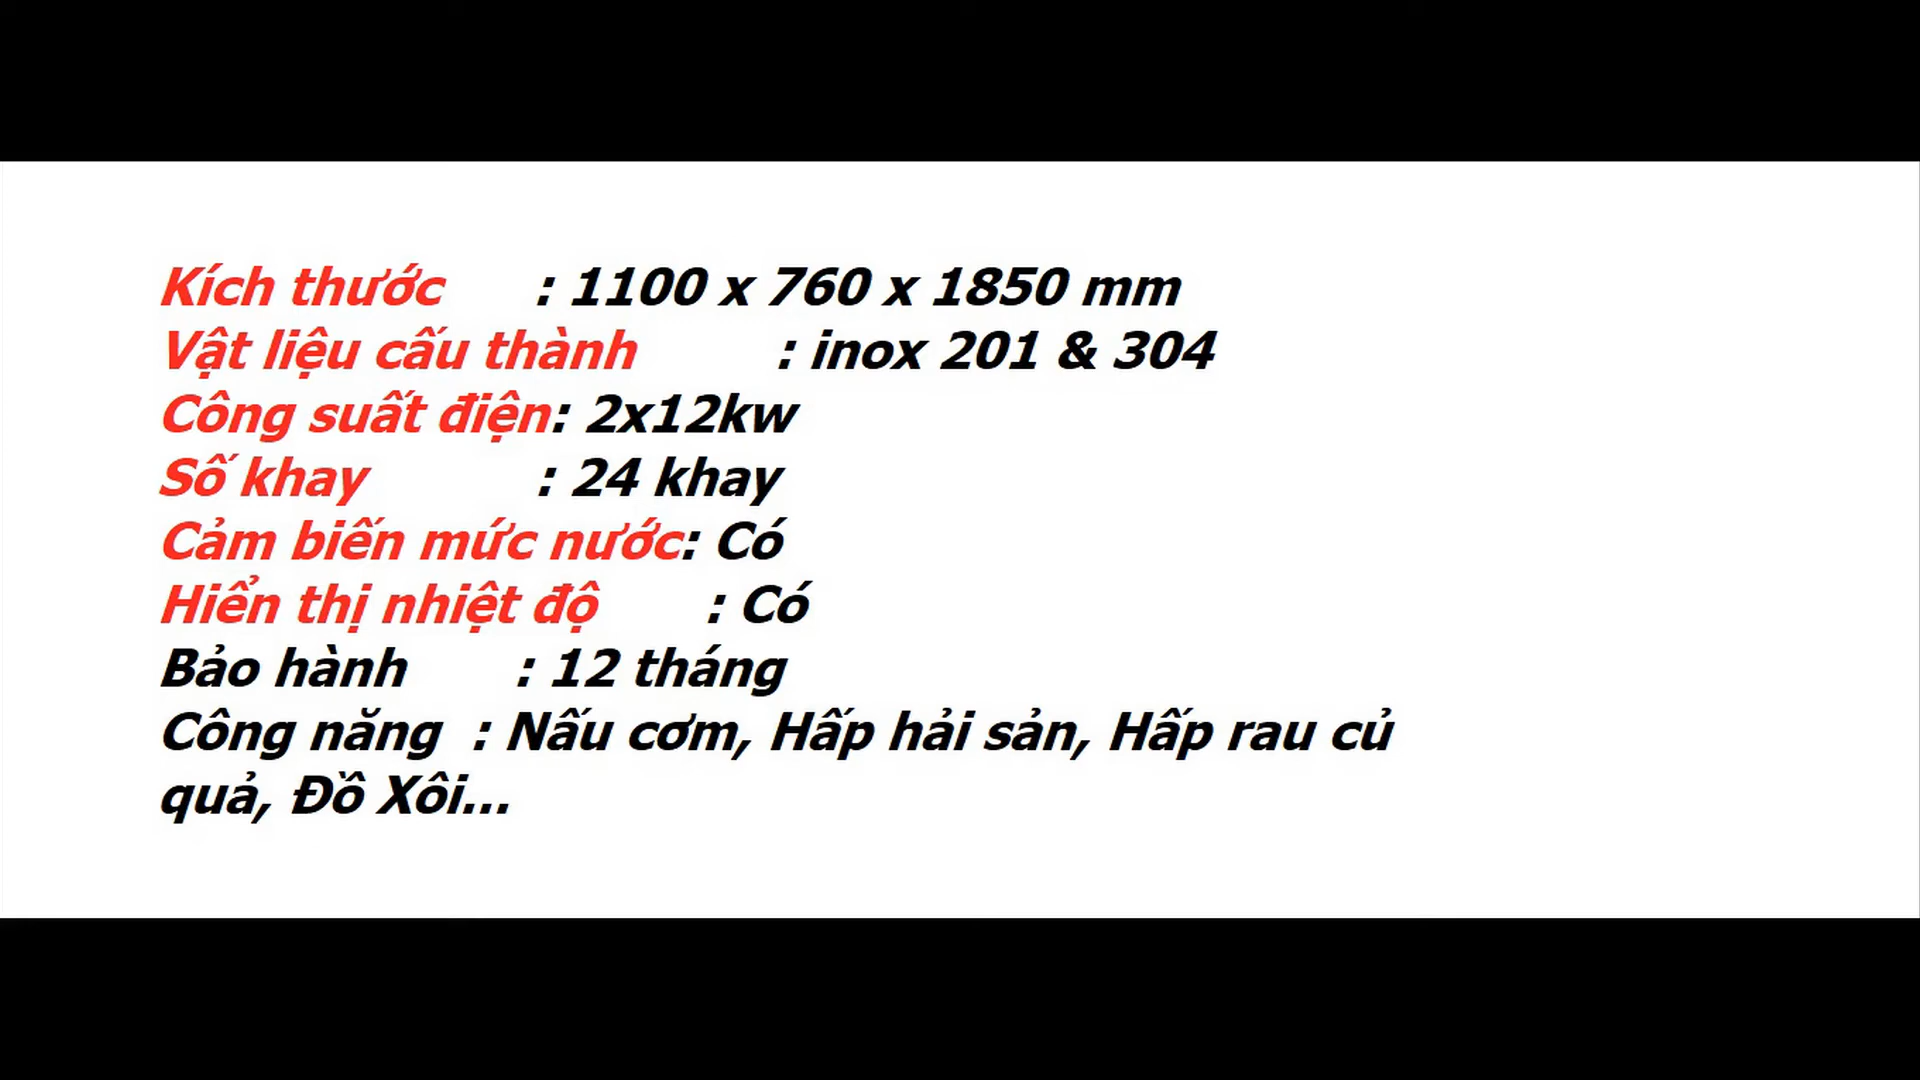 Kích thước : 1100 x 760 x 1850 mm
Vật liệu cấu thành : inox 201 & 304
Công suất điện: 2x12kw
Số khay : 24 khay
Cảm biến mức nước: Có
Hiển thị nhiệt độ : Có
Bảo hành : 12 tháng
Công năng : Nấu cơm, Hấp hải sản, Hấp rau củ
quả, Đồ Xôi...